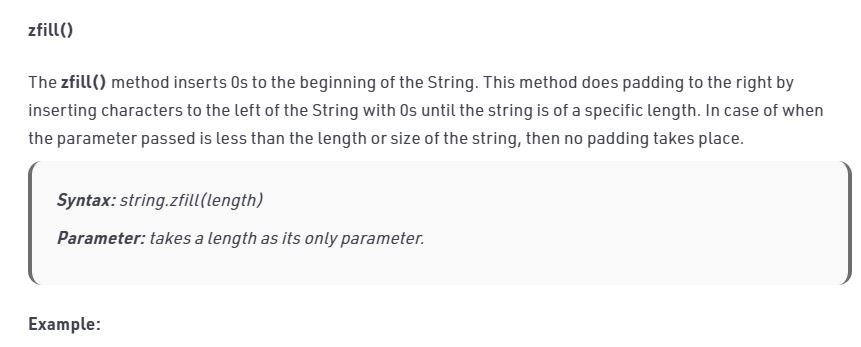 zfill()
The zfill() method inserts 0s to the beginning of the String. This method does padding to the right by
inserting characters to the left of the String with 0s until the string is of a specific length. In case of when
the parameter passed is less than the length or size of the string, then no padding takes place.
Syntax: string.zfill(length)
Parameter: takes a length as its only parameter.
Example: